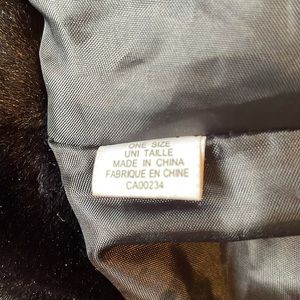 ONE SIZE
UNI TAILLE
MADE IN CHINA
FABRIQUE EN CHINE
CA00234